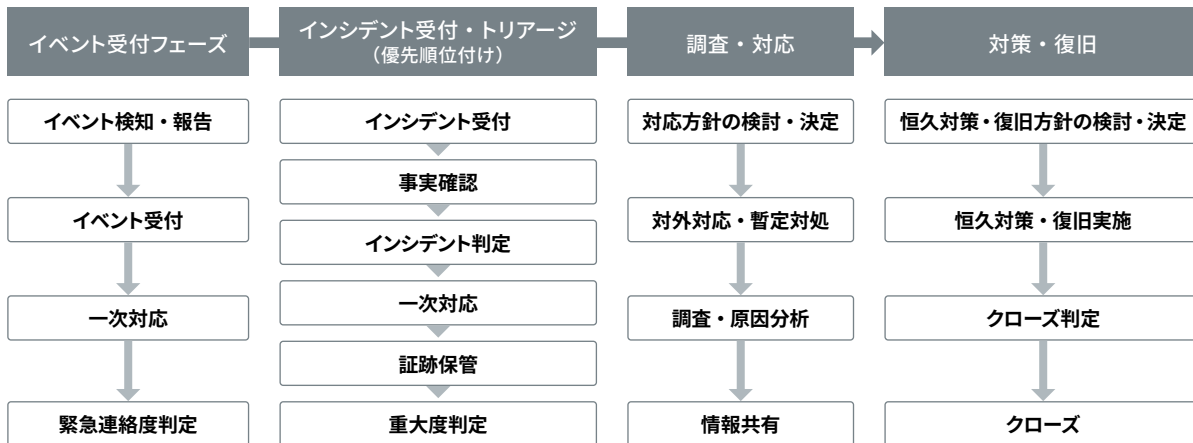 イベント受付フェーズ
インシデント受付・トリアージ
（優先順位付け）
調査・対応
対策・復旧
イベント検知・報告
イベント受付
一次対応
緊急連絡度判定
インシデント受付
事実確認
インシデント判定
一次対応
証跡保管
重大度判定
対応方針の検討・決定
対外対応・暫定対処
調査・原因分析
情報共有
恒久対策・復旧方針の検討・決定
恒久対策・復旧実施
クローズ判定
クローズ